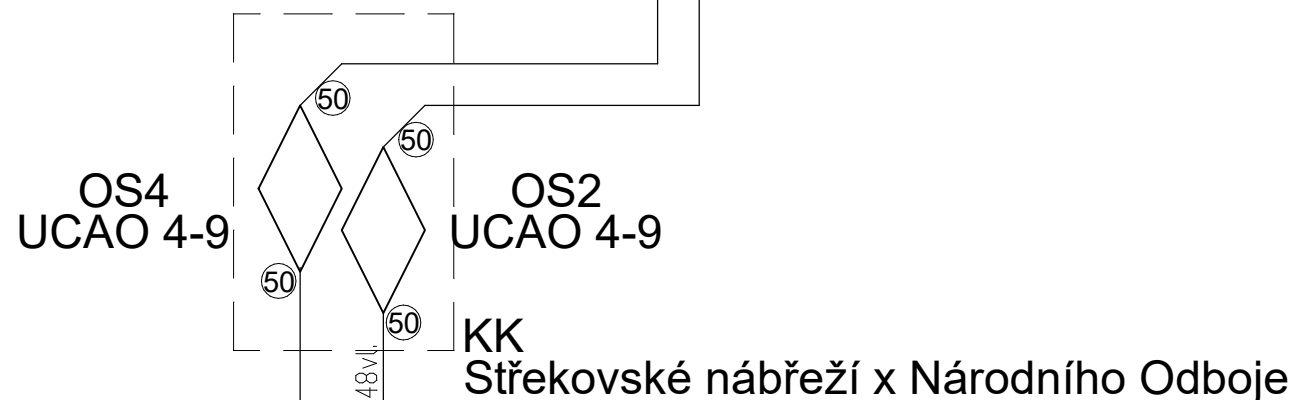 50
50
OS4
UCAO 4-9
OS2
UCAO 4-9
50
50
KK
48vl.
Střekovské nábřeží x Národního Odboje